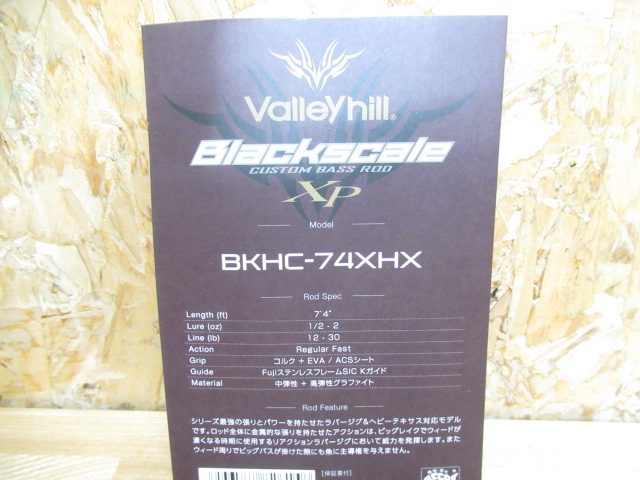 Valleyhill®
Blackscale
CUSTOM BASS ROD
XP
Model
BKHC-74XHX
Rod Spec
Length (ft) 7'4"
Lure (oz) 1/2 - 2
Line (lb) 12 - 30
Action Regular Fast
Grip コルク + EVA / ACSシート
Guide FujiステンレスフレームSIC Kガイド
Material 中弾性 + 高弾性グラファイト
Rod Feature
シリーズ最強の張りとパワーを持たせたラバージグ&ヘビーテキサス対応モデル
です。ロッド全体に金属的な張りを持たせたアクションは、ビッグレイクでウィードが
濃くなる時期に使用するリアクションラバージグにおいて威力を発揮します。また
ウィード周りでビッグバスが掛けた際にも魚に主導権を与えません。
[保証書付]